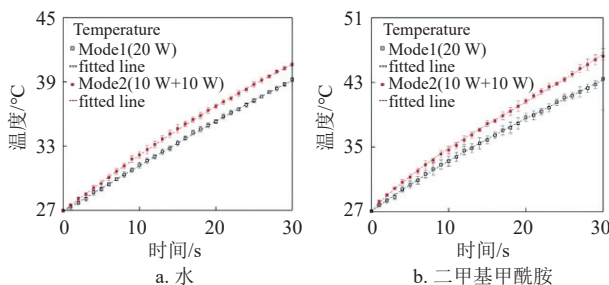 45
39
33
27
温度/°C
Temperature
Mode1(20 W)
fitted line
Mode2(10 W+10 W)
fitted line
0 10 20 30
时间/s
a. 水
51
43
35
27
温度/°C
Temperature
Mode1(20 W)
fitted line
Mode2(10 W+10 W)
fitted line
0 10 20 30
时间/s
b. 二甲基甲酰胺